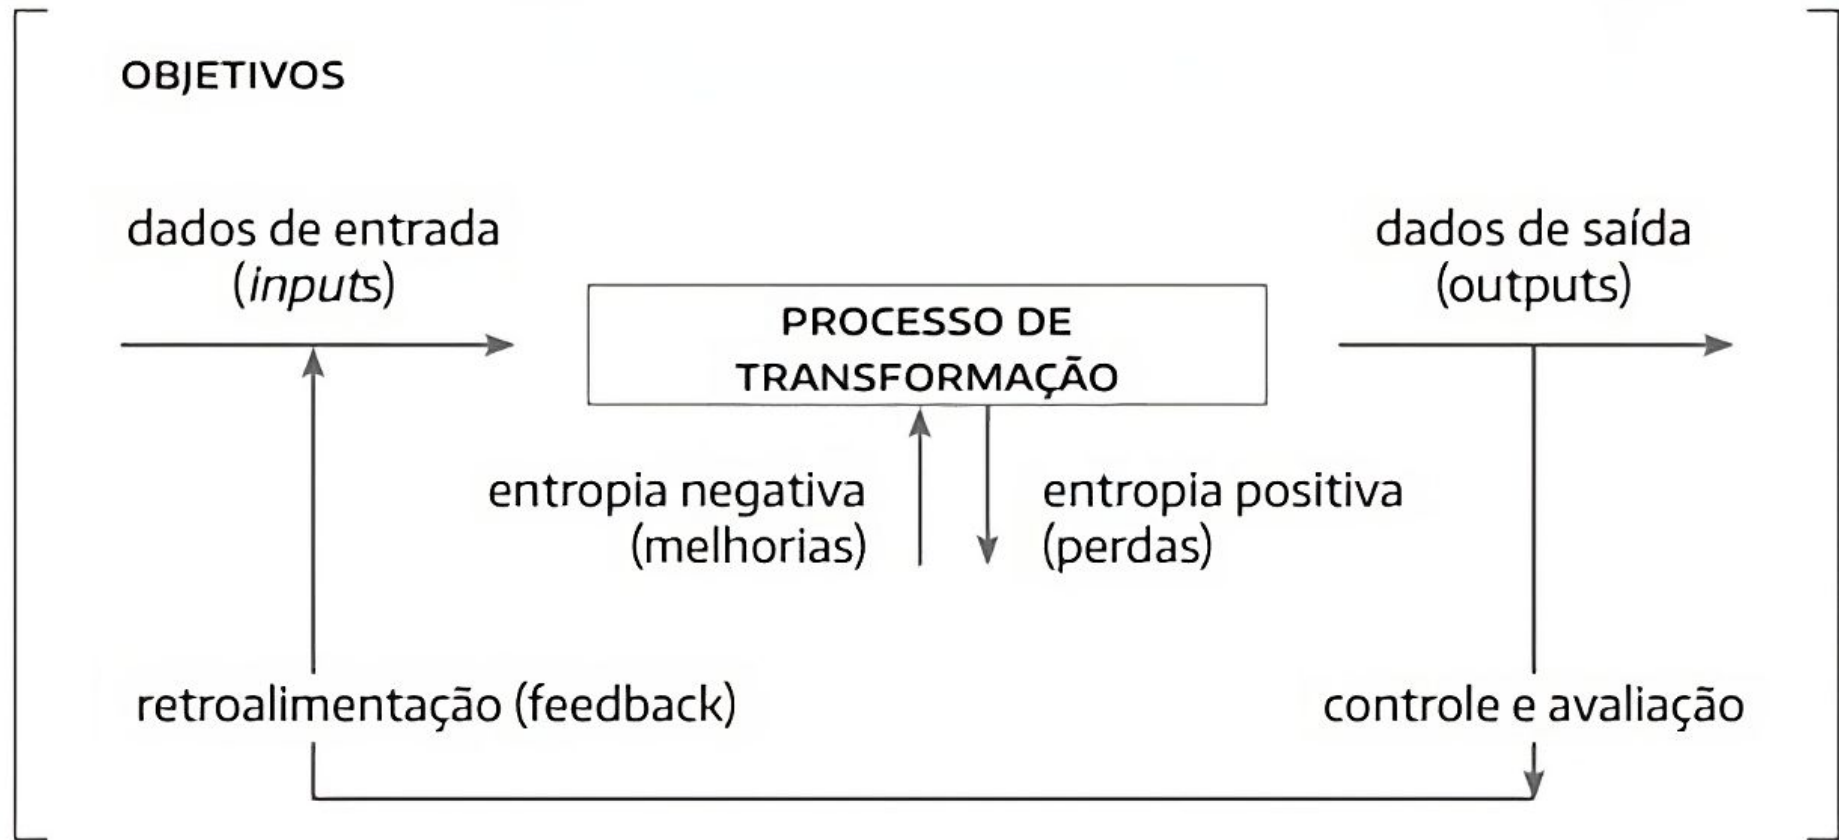 OBJETIVOS
dados de entrada
(inputs)
dados de saída
(outputs)
PROCESSO DE
TRANSFORMAÇÃO
entropia negativa
(melhorias)
entropia positiva
(perdas)
retroalimentação (feedback)
controle e avaliação